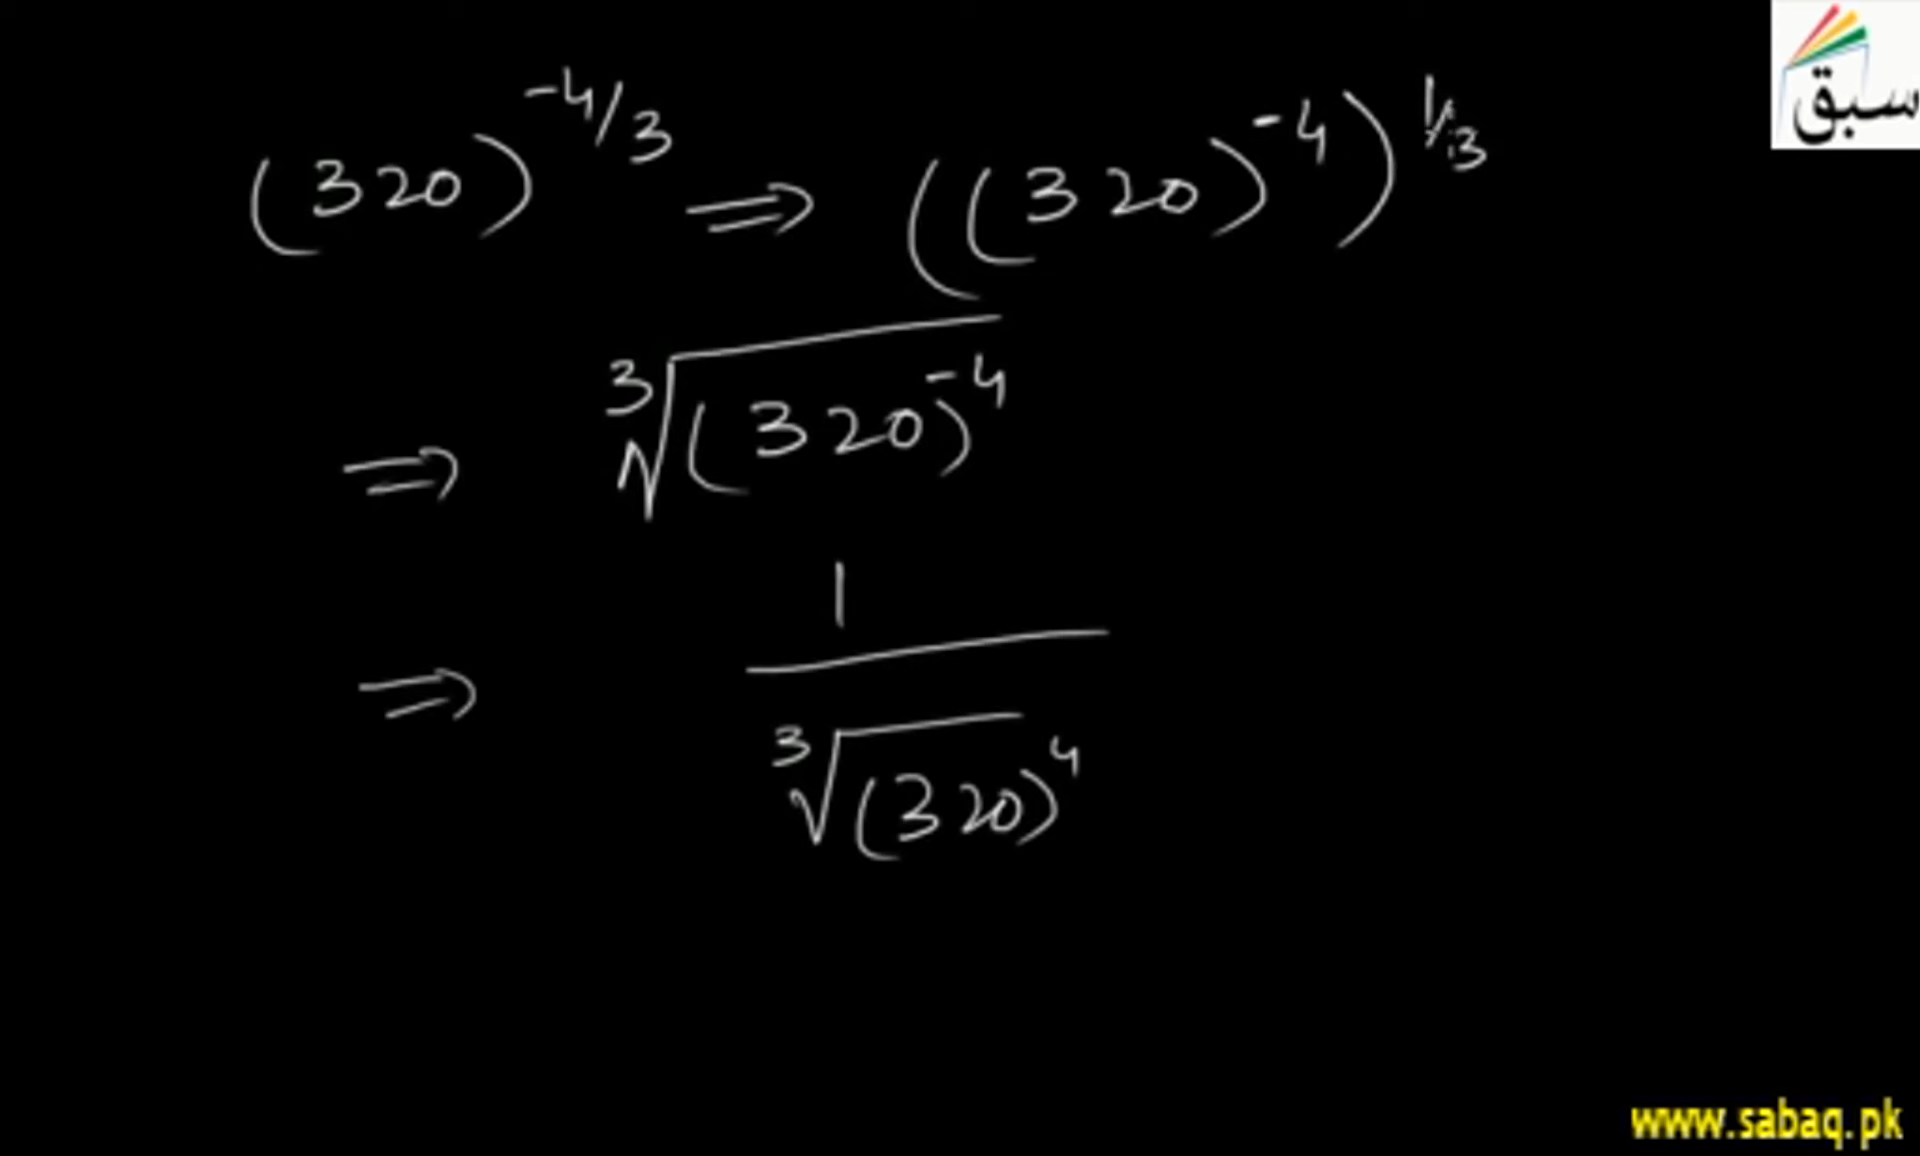 سبق
(320)^{-4/3} ⇒ ((320)^{-4})^{1/3}
⇒ ∛(320)^{-4}
⇒ 1 / ∛(320)^4
www.sabaq.pk